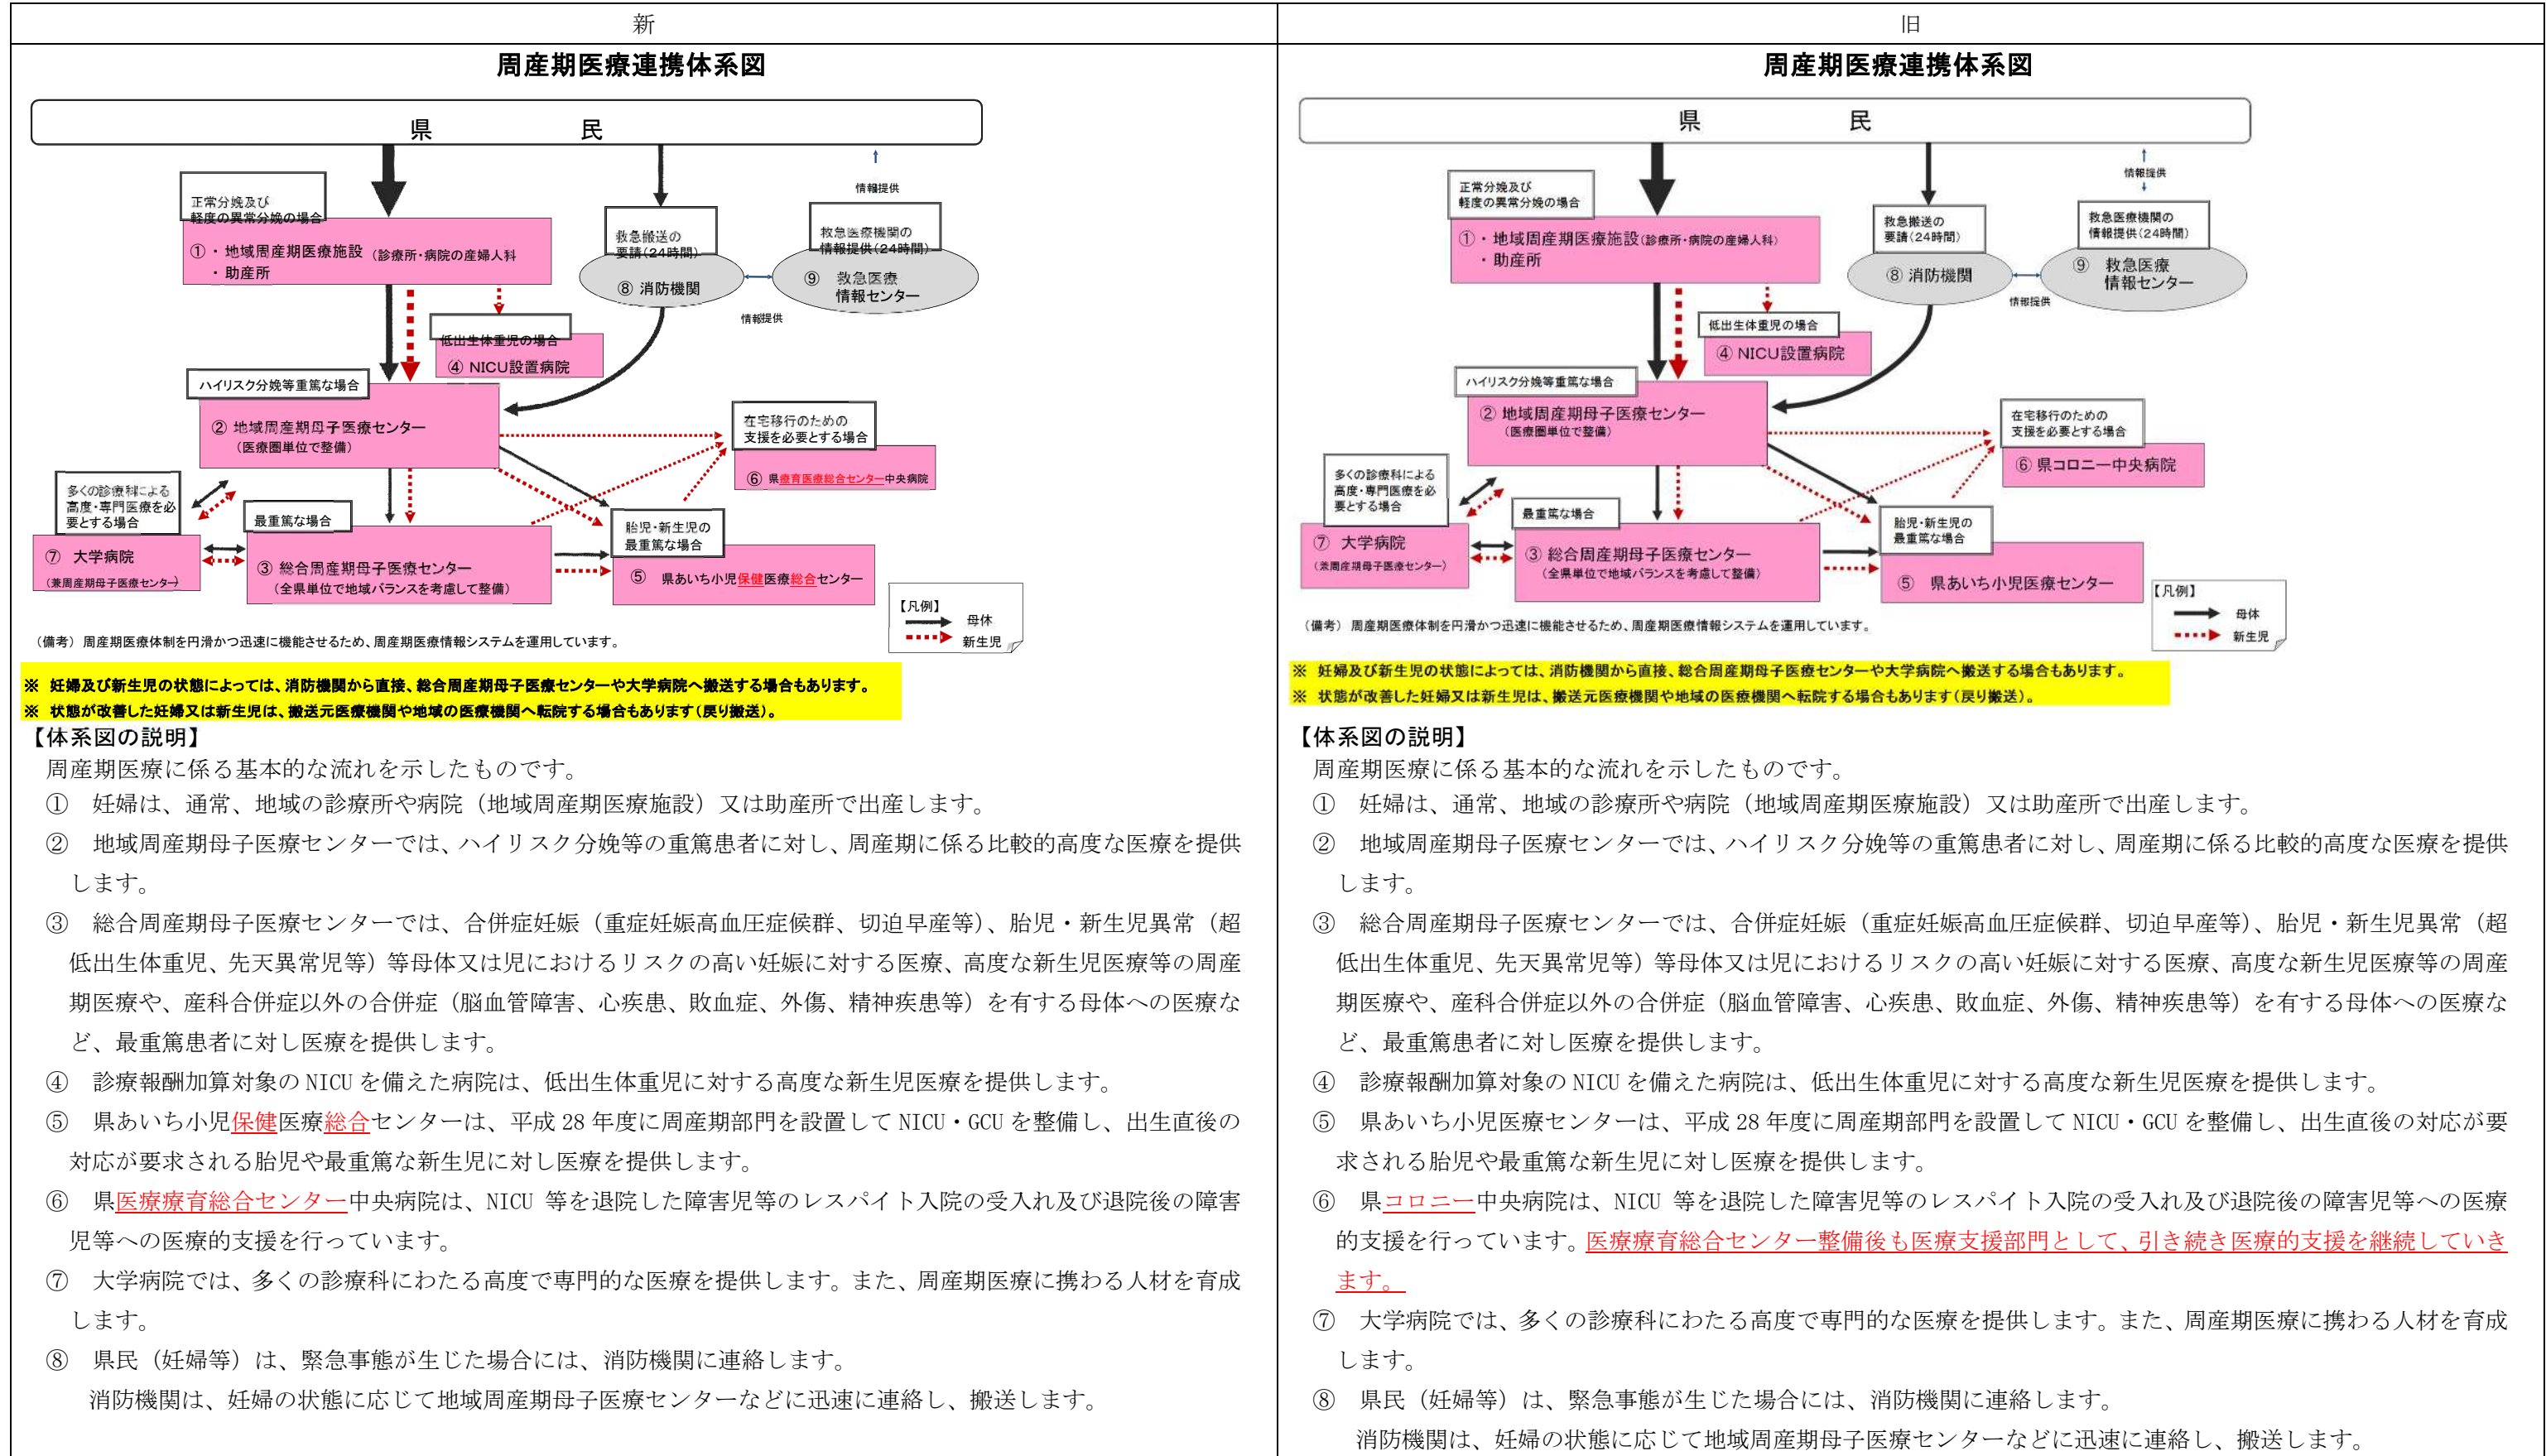 新
周産期医療連携体系図
県　民
情報提供
正常分娩及び
軽度の異常分娩の場合
①・地域周産期医療施設（診療所・病院の産婦人科
・助産所
救急搬送の
要請（24時間）
⑧ 消防機関
救急医療機関の
情報提供（24時間）
⑨ 救急医療
情報センター
情報提供
低出生体重児の場合
④ NICU設置病院
ハイリスク分娩等重篤な場合
② 地域周産期母子医療センター
（医療圏単位で整備）
在宅移行のための
支援を必要とする場合
⑥ 県療育医療総合センター中央病院
多くの診療科による
高度・専門医療を必
要とする場合
⑦ 大学病院
（兼周産期母子医療センター）
最重篤な場合
③ 総合周産期母子医療センター
（全県単位で地域バランスを考慮して整備）
胎児・新生児の
最重篤な場合
⑤ 県あいち小児保健医療総合センター
【凡例】
母体
新生児
（備考）周産期医療体制を円滑かつ迅速に機能させるため、周産期医療情報システムを運用しています。
※ 妊婦及び新生児の状態によっては、消防機関から直接、総合周産期母子医療センターや大学病院へ搬送する場合もあります。
※ 状態が改善した妊婦又は新生児は、搬送元医療機関や地域の医療機関へ転院する場合もあります（戻り搬送）。
【体系図の説明】
周産期医療に係る基本的な流れを示したものです。
① 妊婦は、通常、地域の診療所や病院（地域周産期医療施設）又は助産所で出産します。
② 地域周産期母子医療センターでは、ハイリスク分娩等の重篤患者に対し、周産期に係る比較的高度な医療を提供
します。
③ 総合周産期母子医療センターでは、合併症妊娠（重症妊娠高血圧症候群、切迫早産等）、胎児・新生児異常（超
低出生体重児、先天異常児等）等母体又は児におけるリスクの高い妊娠に対する医療、高度な新生児医療等の周産
期医療や、産科合併症以外の合併症（脳血管障害、心疾患、敗血症、外傷、精神疾患等）を有する母体への医療な
ど、最重篤患者に対し医療を提供します。
④ 診療報酬加算対象の NICU を備えた病院は、低出生体重児に対する高度な新生児医療を提供します。
⑤ 県あいち小児保健医療総合センターは、平成 28 年度に周産期部門を設置して NICU・GCU を整備し、出生直後の
対応が要求される胎児や最重篤な新生児に対し医療を提供します。
⑥ 県医療療育総合センター中央病院は、NICU 等を退院した障害児等のレスパイト入院の受入れ及び退院後の障害
児等への医療的支援を行っています。
⑦ 大学病院では、多くの診療科にわたる高度で専門的な医療を提供します。また、周産期医療に携わる人材を育成
します。
⑧ 県民（妊婦等）は、緊急事態が生じた場合には、消防機関に連絡します。
消防機関は、妊婦の状態に応じて地域周産期母子医療センターなどに迅速に連絡し、搬送します。
旧
周産期医療連携体系図
県　民
情報提供
正常分娩及び
軽度の異常分娩の場合
①・地域周産期医療施設（診療所・病院の産婦人科）
・助産所
救急搬送の
要請（24時間）
⑧ 消防機関
救急医療機関の
情報提供（24時間）
⑨ 救急医療
情報センター
情報提供
低出生体重児の場合
④ NICU設置病院
ハイリスク分娩等重篤な場合
② 地域周産期母子医療センター
（医療圏単位で整備）
在宅移行のための
支援を必要とする場合
⑥ 県コロニー中央病院
多くの診療科による
高度・専門医療を必
要とする場合
⑦ 大学病院
（兼周産期母子医療センター）
最重篤な場合
③ 総合周産期母子医療センター
（全県単位で地域バランスを考慮して整備）
胎児・新生児の
最重篤な場合
⑤ 県あいち小児医療センター
【凡例】
母体
新生児
（備考）周産期医療体制を円滑かつ迅速に機能させるため、周産期医療情報システムを運用しています。
※ 妊婦及び新生児の状態によっては、消防機関から直接、総合周産期母子医療センターや大学病院へ搬送する場合もあります。
※ 状態が改善した妊婦又は新生児は、搬送元医療機関や地域の医療機関へ転院する場合もあります（戻り搬送）。
【体系図の説明】
周産期医療に係る基本的な流れを示したものです。
① 妊婦は、通常、地域の診療所や病院（地域周産期医療施設）又は助産所で出産します。
② 地域周産期母子医療センターでは、ハイリスク分娩等の重篤患者に対し、周産期に係る比較的高度な医療を提供
します。
③ 総合周産期母子医療センターでは、合併症妊娠（重症妊娠高血圧症候群、切迫早産等）、胎児・新生児異常（超
低出生体重児、先天異常児等）等母体又は児におけるリスクの高い妊娠に対する医療、高度な新生児医療等の周産
期医療や、産科合併症以外の合併症（脳血管障害、心疾患、敗血症、外傷、精神疾患等）を有する母体への医療な
ど、最重篤患者に対し医療を提供します。
④ 診療報酬加算対象の NICU を備えた病院は、低出生体重児に対する高度な新生児医療を提供します。
⑤ 県あいち小児医療センターは、平成 28 年度に周産期部門を設置して NICU・GCU を整備し、出生直後の対応が要
求される胎児や最重篤な新生児に対し医療を提供します。
⑥ 県コロニー中央病院は、NICU 等を退院した障害児等のレスパイト入院の受入れ及び退院後の障害児等への医療
的支援を行っています。医療療育総合センター整備後も医療支援部門として、引き続き医療的支援を継続していき
ます。
⑦ 大学病院では、多くの診療科にわたる高度で専門的な医療を提供します。また、周産期医療に携わる人材を育成
します。
⑧ 県民（妊婦等）は、緊急事態が生じた場合には、消防機関に連絡します。
消防機関は、妊婦の状態に応じて地域周産期母子医療センターなどに迅速に連絡し、搬送します。